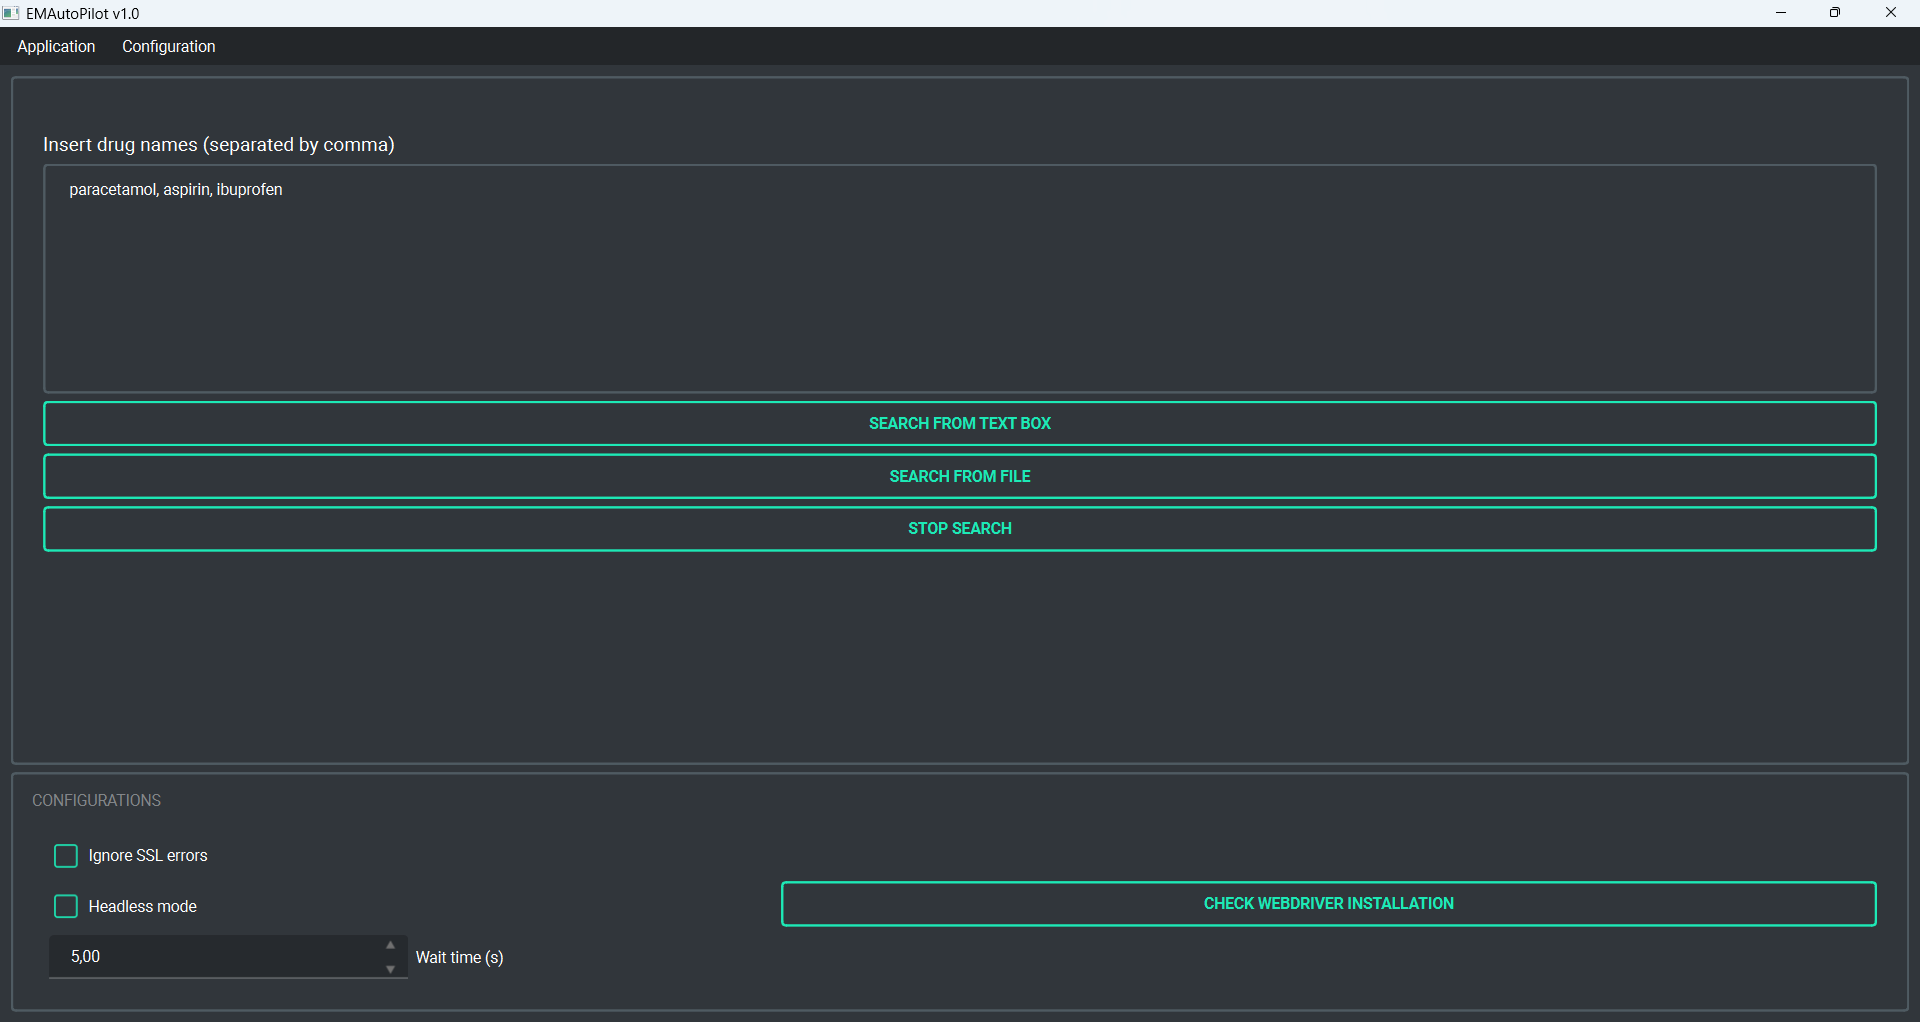 EMAutoPilot v1.0
Application Configuration
Insert drug names (separated by comma)
paracetamol, aspirin, ibuprofen
SEARCH FROM TEXT BOX
SEARCH FROM FILE
STOP SEARCH
CONFIGURATIONS
Ignore SSL errors
Headless mode
CHECK WEBDRIVER INSTALLATION
5,00 Wait time (s)